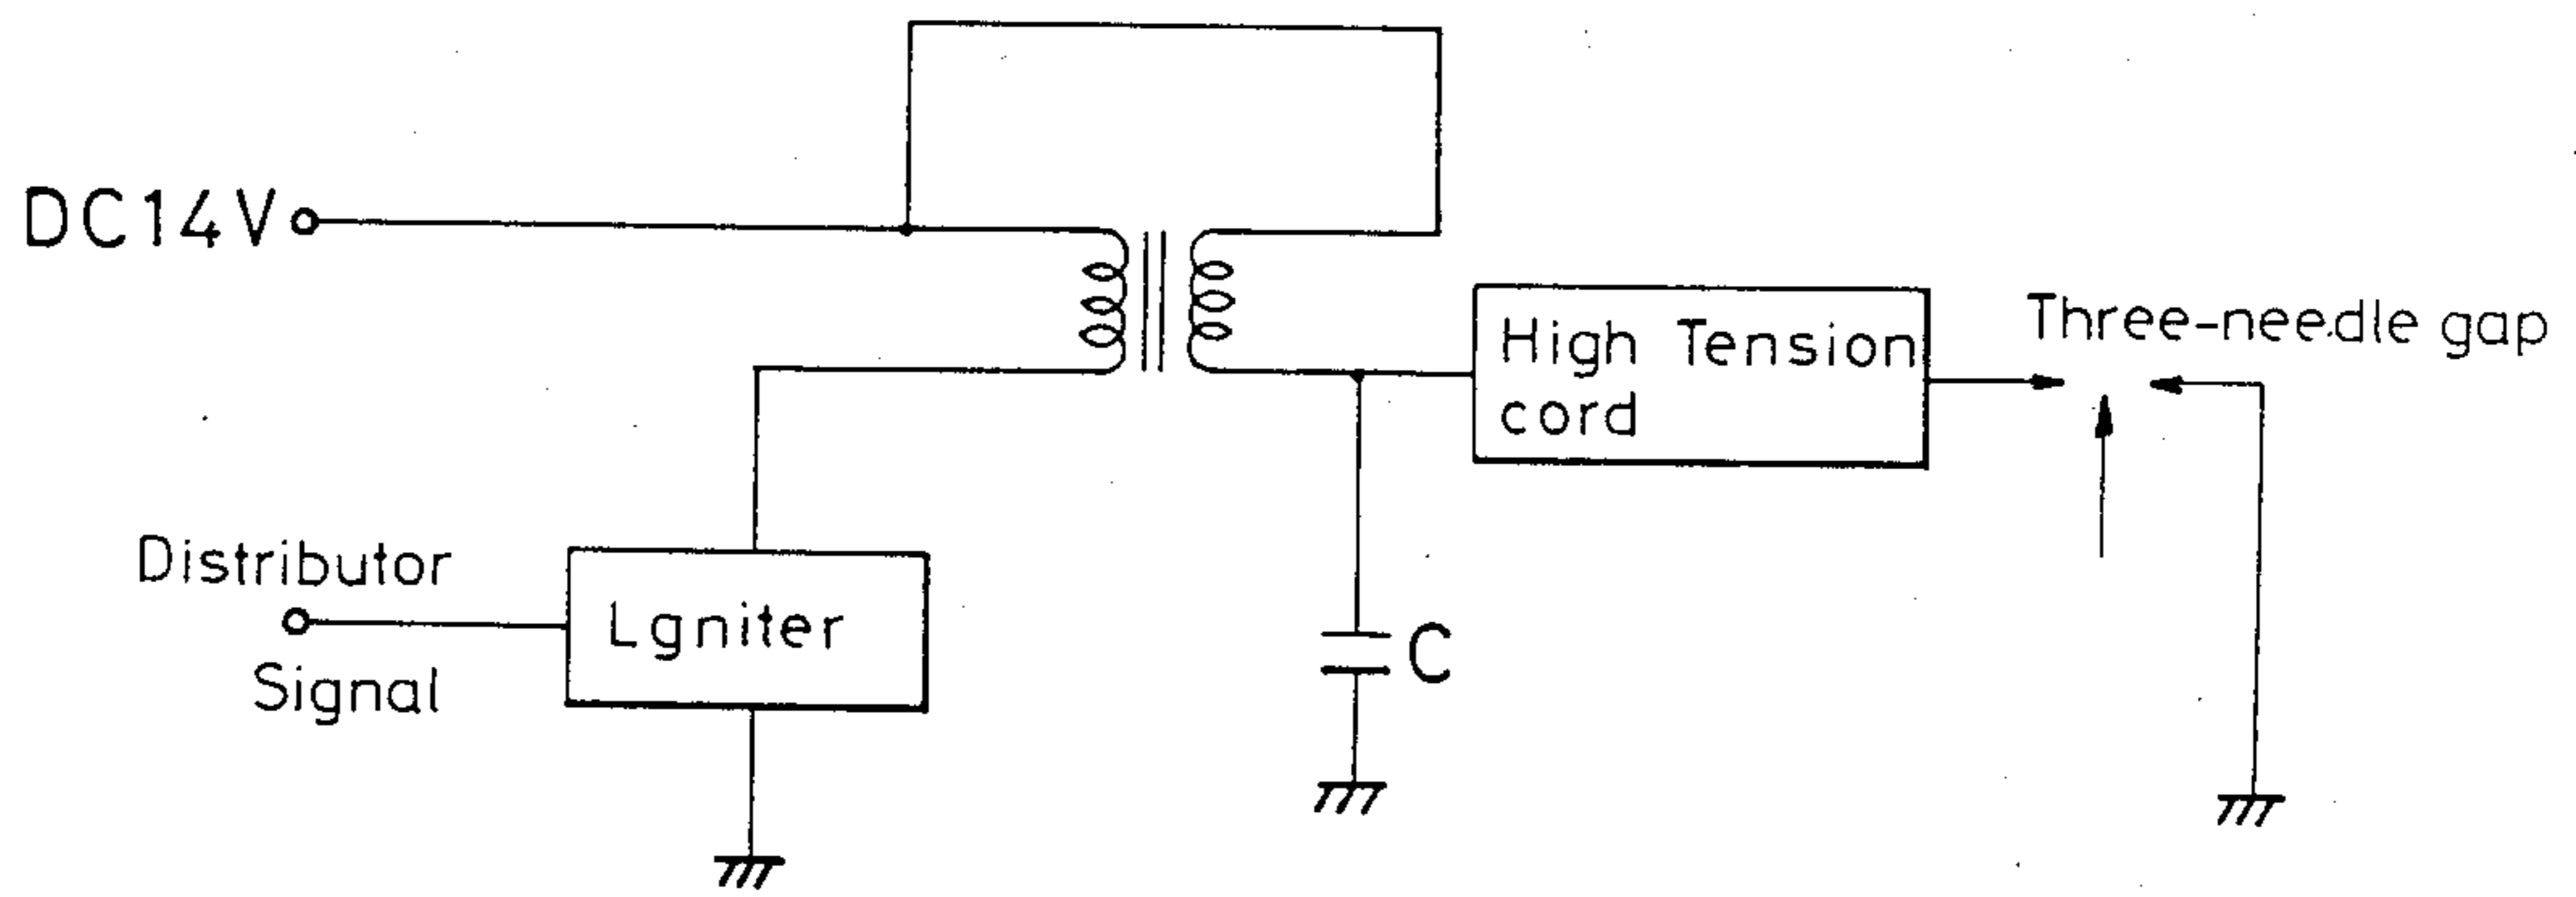 DC14V
High Tension
cord
Three-needle gap
Distributor
Signal
Lgniter
C